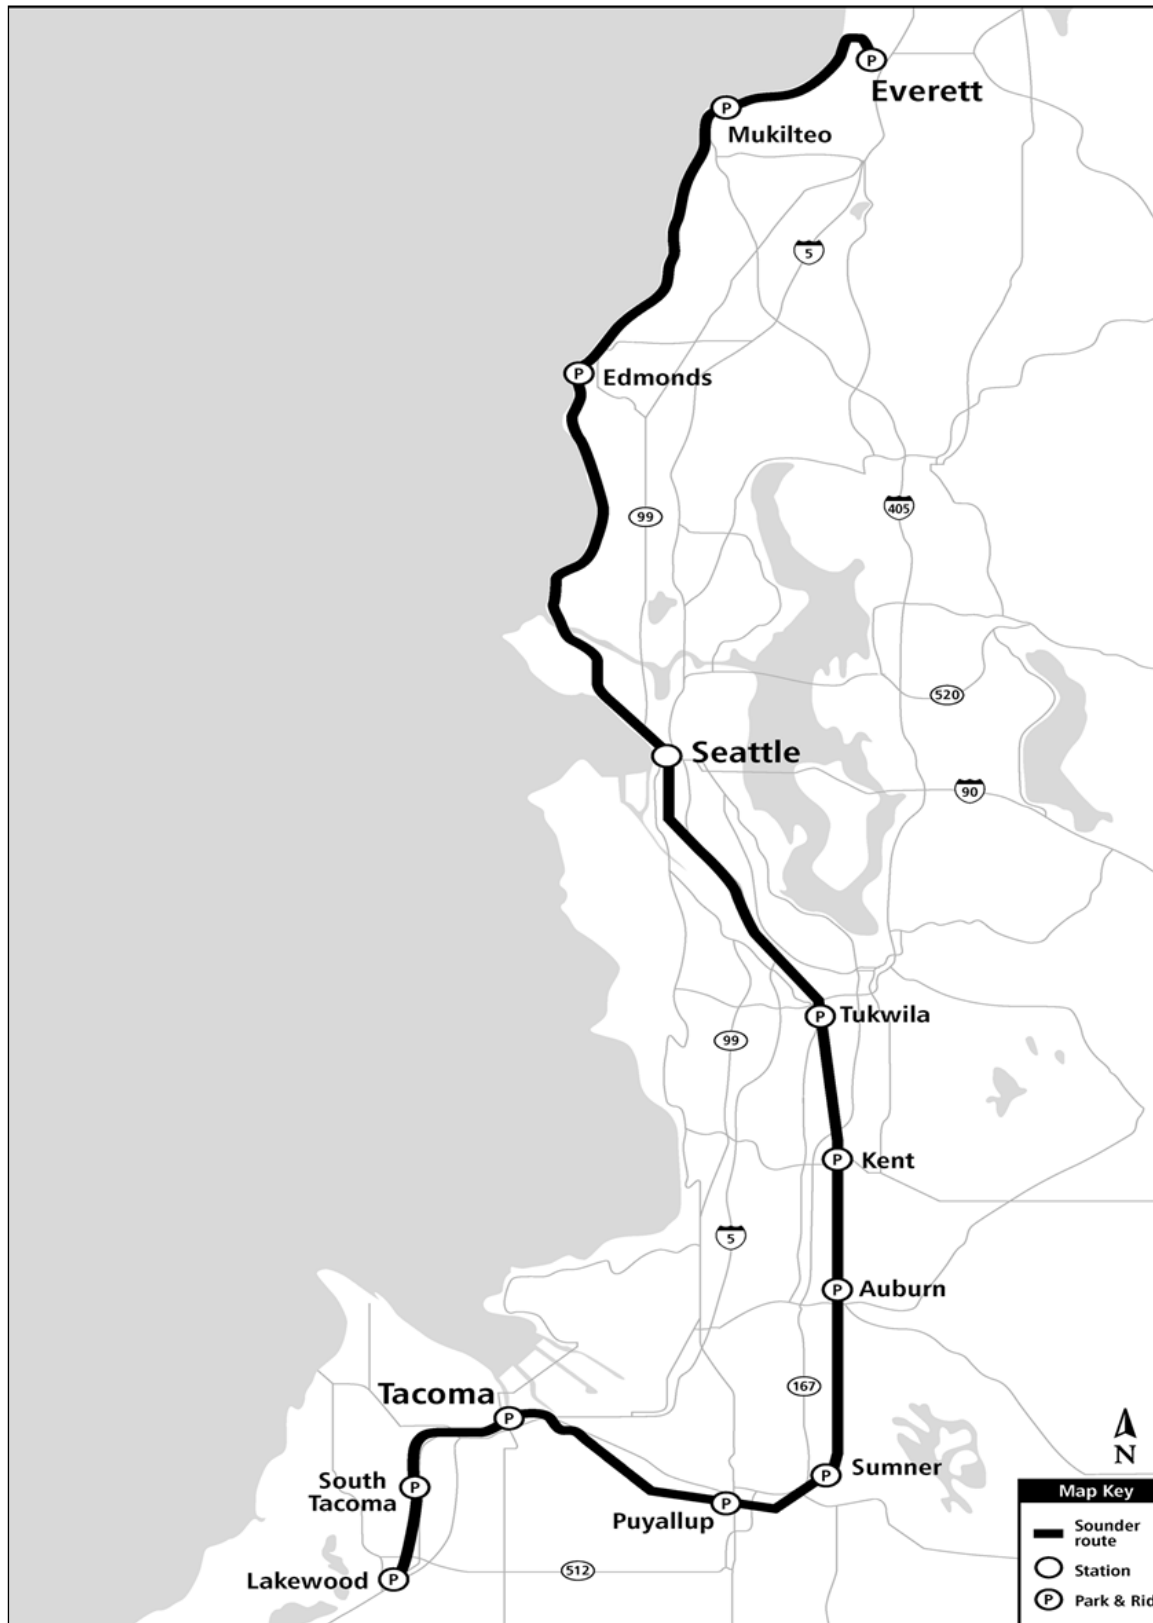 P
Everett
P
Mukilteo
5
P
Edmonds
99
405
520
Seattle
90
P
Tukwila
99
P
Kent
5
P
Auburn
167
Tacoma
P
N
P
Sumner
South
Tacoma
P
P
Puyallup
512
Lakewood
P
Map Key
Sounder
route
Station
P
Park & Rid